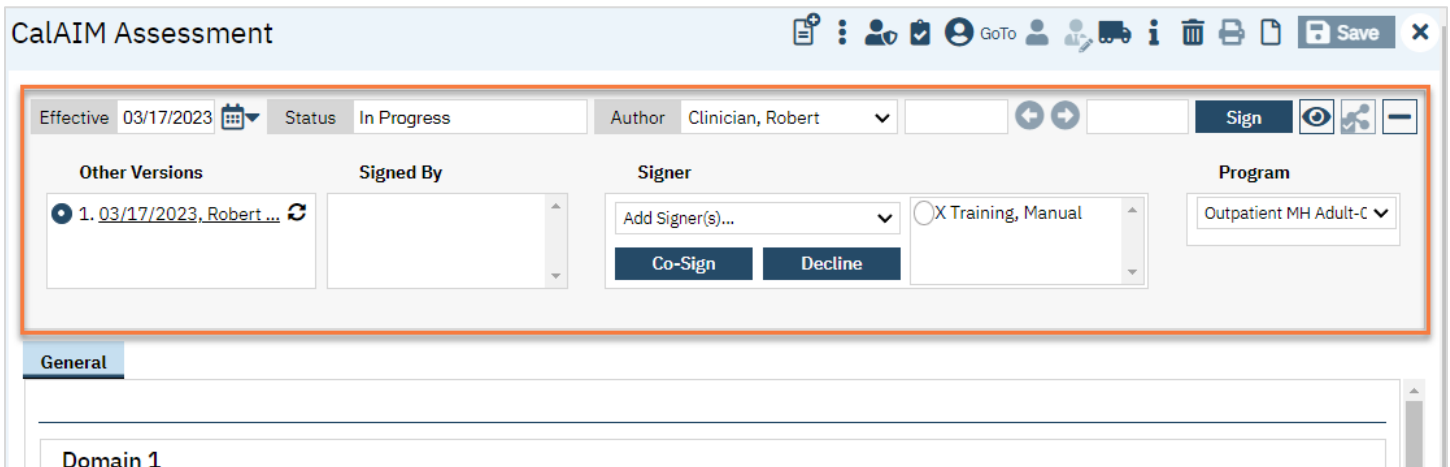 CalAIM Assessment
GoTo
Save
Effective 03/17/2023 Status In Progress Author Clinician, Robert Sign
Other Versions Signed By Signer Program
1. 03/17/2023, Robert ...
Add Signer(s)...
X Training, Manual
Outpatient MH Adult-C
Co-Sign Decline
General
Domain 1